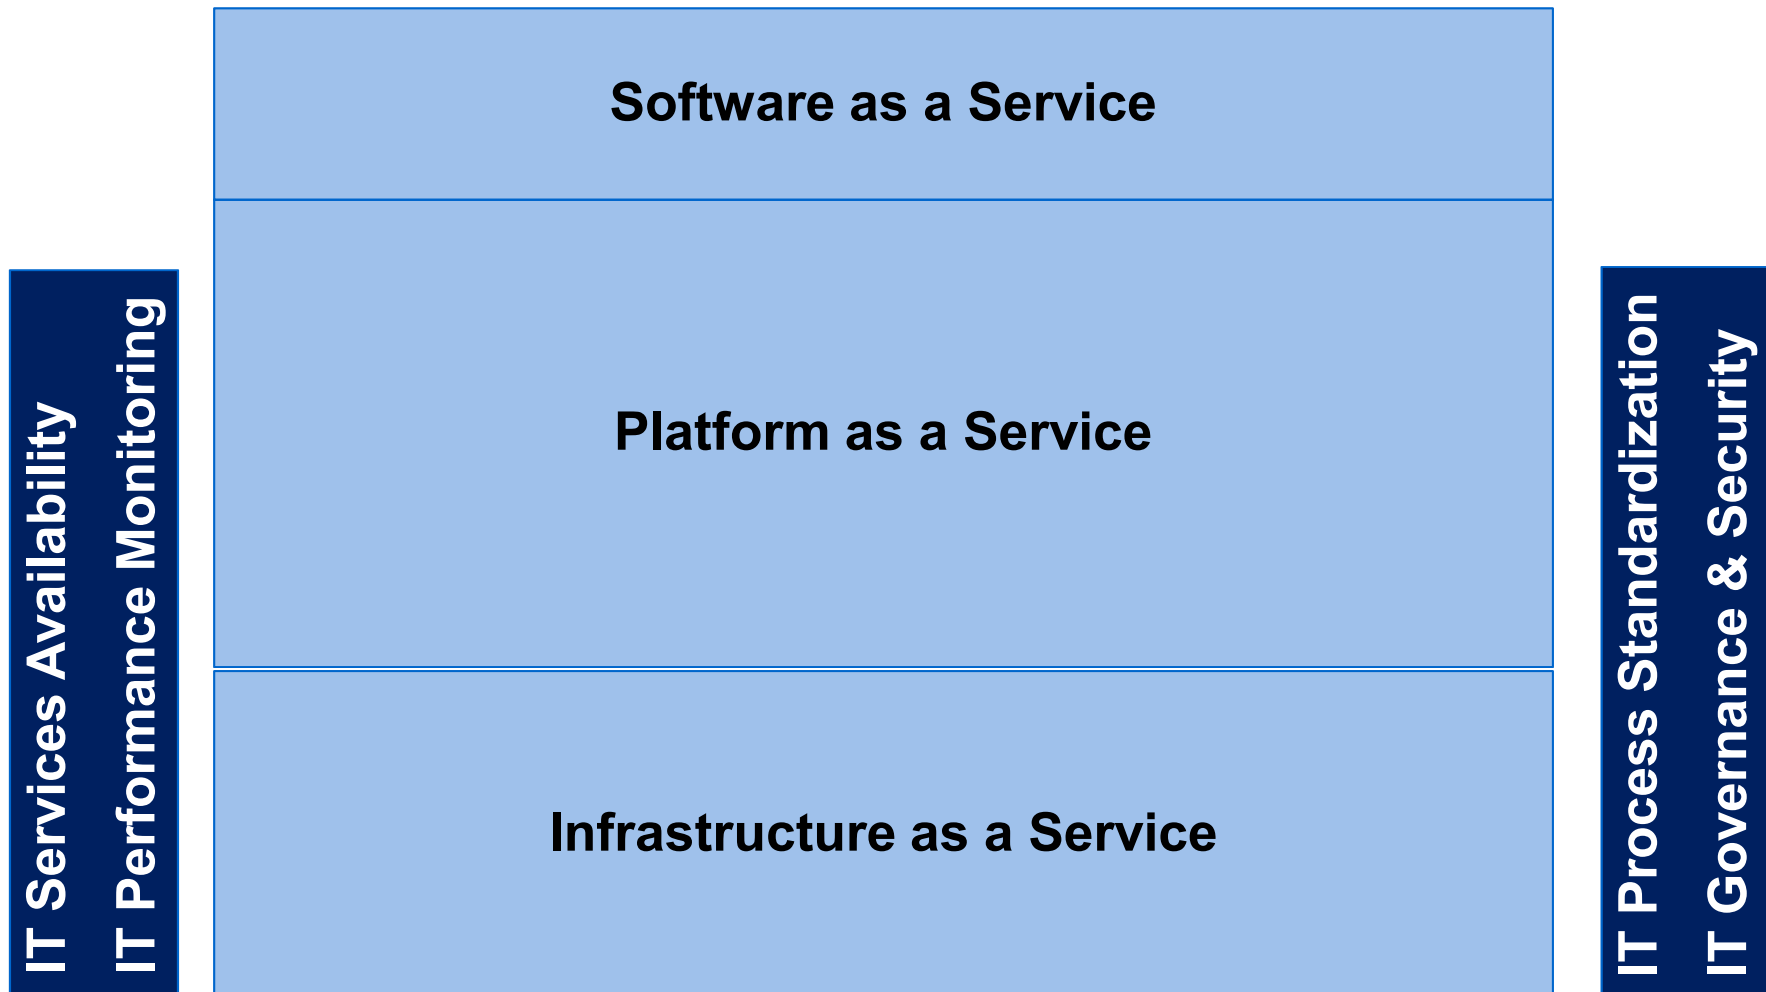 Software as a Service
Platform as a Service
Infrastructure as a Service
IT Services Availability
IT Performance Monitoring
IT Process Standardization
IT Governance & Security